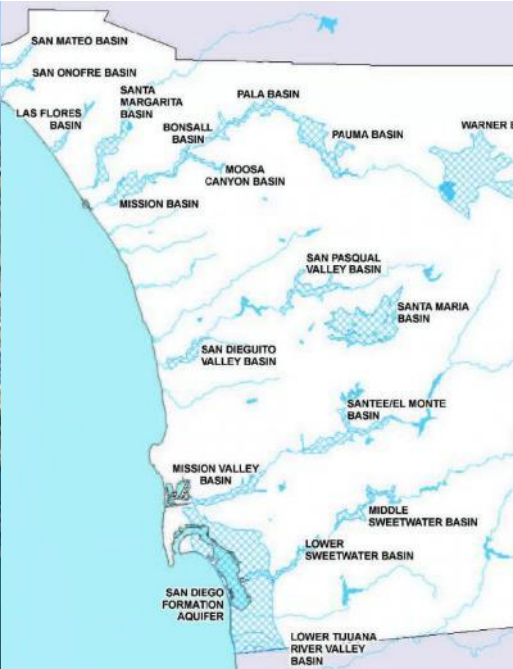 SAN MATEO BASIN
SAN ONOFRE BASIN
SANTA
MARGARITA
BASIN
LAS FLORES
BASIN
PALA BASIN
BONSALL
BASIN
PAUMA BASIN
WARNER
MOOSA
CANYON BASIN
MISSION BASIN
SAN PASQUAL
VALLEY BASIN
SANTA MARIA
BASIN
SAN DIEGUITO
VALLEY BASIN
SANTEE/EL MONTE
BASIN
MISSION VALLEY
BASIN
MIDDLE
SWEETWATER BASIN
LOWER
SWEETWATER BASIN
SAN DIEGO
FORMATION
AQUIFER
LOWER TIJUANA
RIVER VALLEY
BASIN